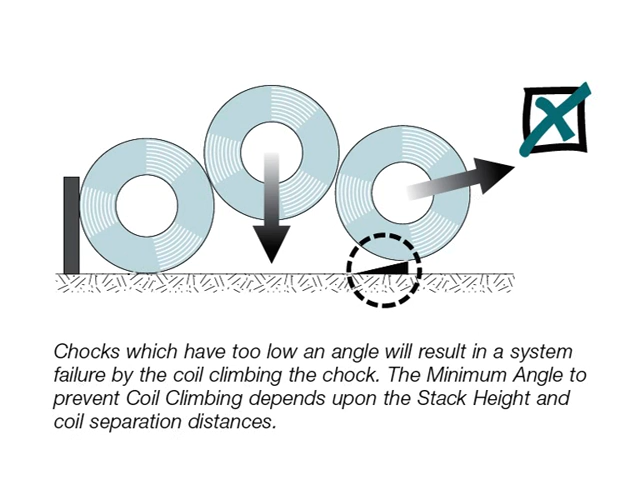 Chocks which have too low an angle will result in a system
failure by the coil climbing the chock. The Minimum Angle to
prevent Coil Climbing depends upon the Stack Height and
coil separation distances.